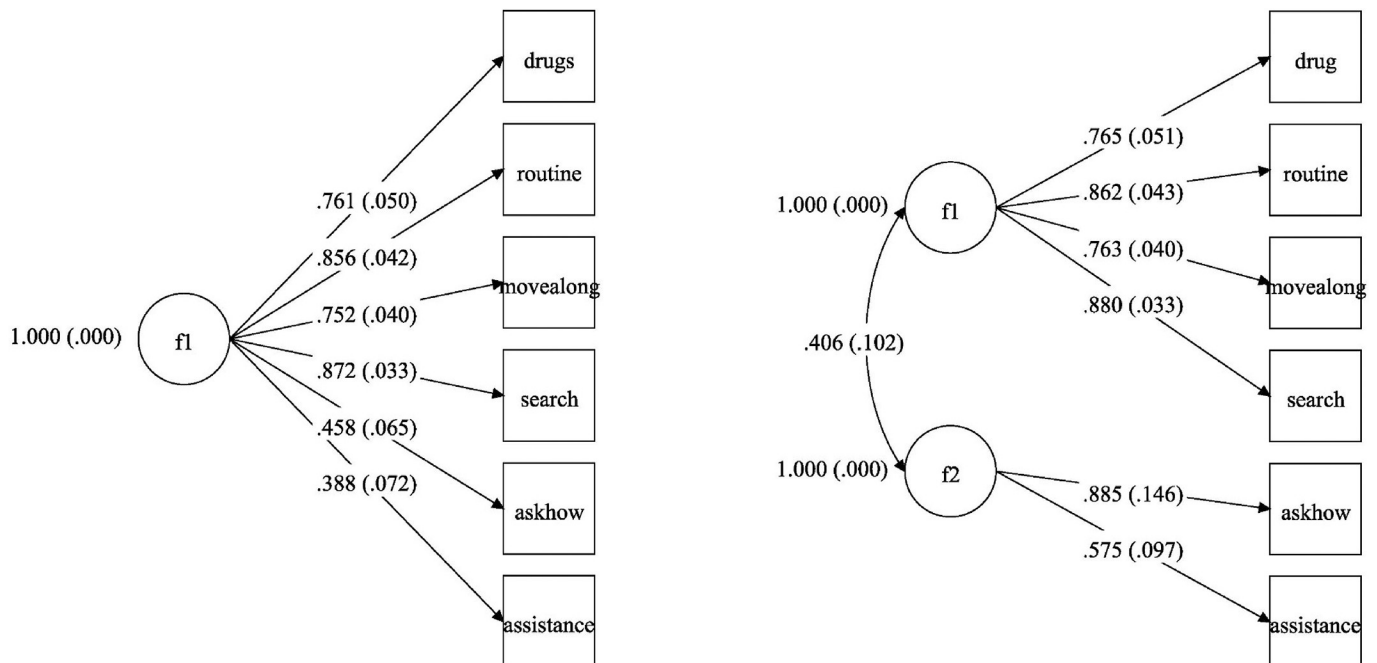 drugs
routine
movealong
search
askhow
assistance
.761 (.050)
.856 (.042)
.752 (.040)
.872 (.033)
.458 (.065)
.388 (.072)
1.000 (.000)
f1
drug
routine
movealong
search
askhow
assistance
.765 (.051)
.862 (.043)
.763 (.040)
.880 (.033)
1.000 (.000)
f1
.406 (.102)
1.000 (.000)
f2
.885 (.146)
.575 (.097)